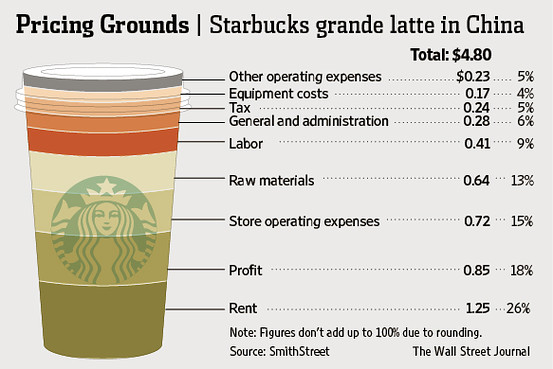 Pricing Grounds | Starbucks grande latte in China
Total: $4.80
Other operating expenses $0.23 5%
Equipment costs 0.17 4%
Tax 0.24 5%
General and administration 0.28 6%
Labor 0.41 9%
Raw materials 0.64 13%
Store operating expenses 0.72 15%
Profit 0.85 18%
Rent 1.25 26%
Note: Figures don't add up to 100% due to rounding.
Source: SmithStreet The Wall Street Journal